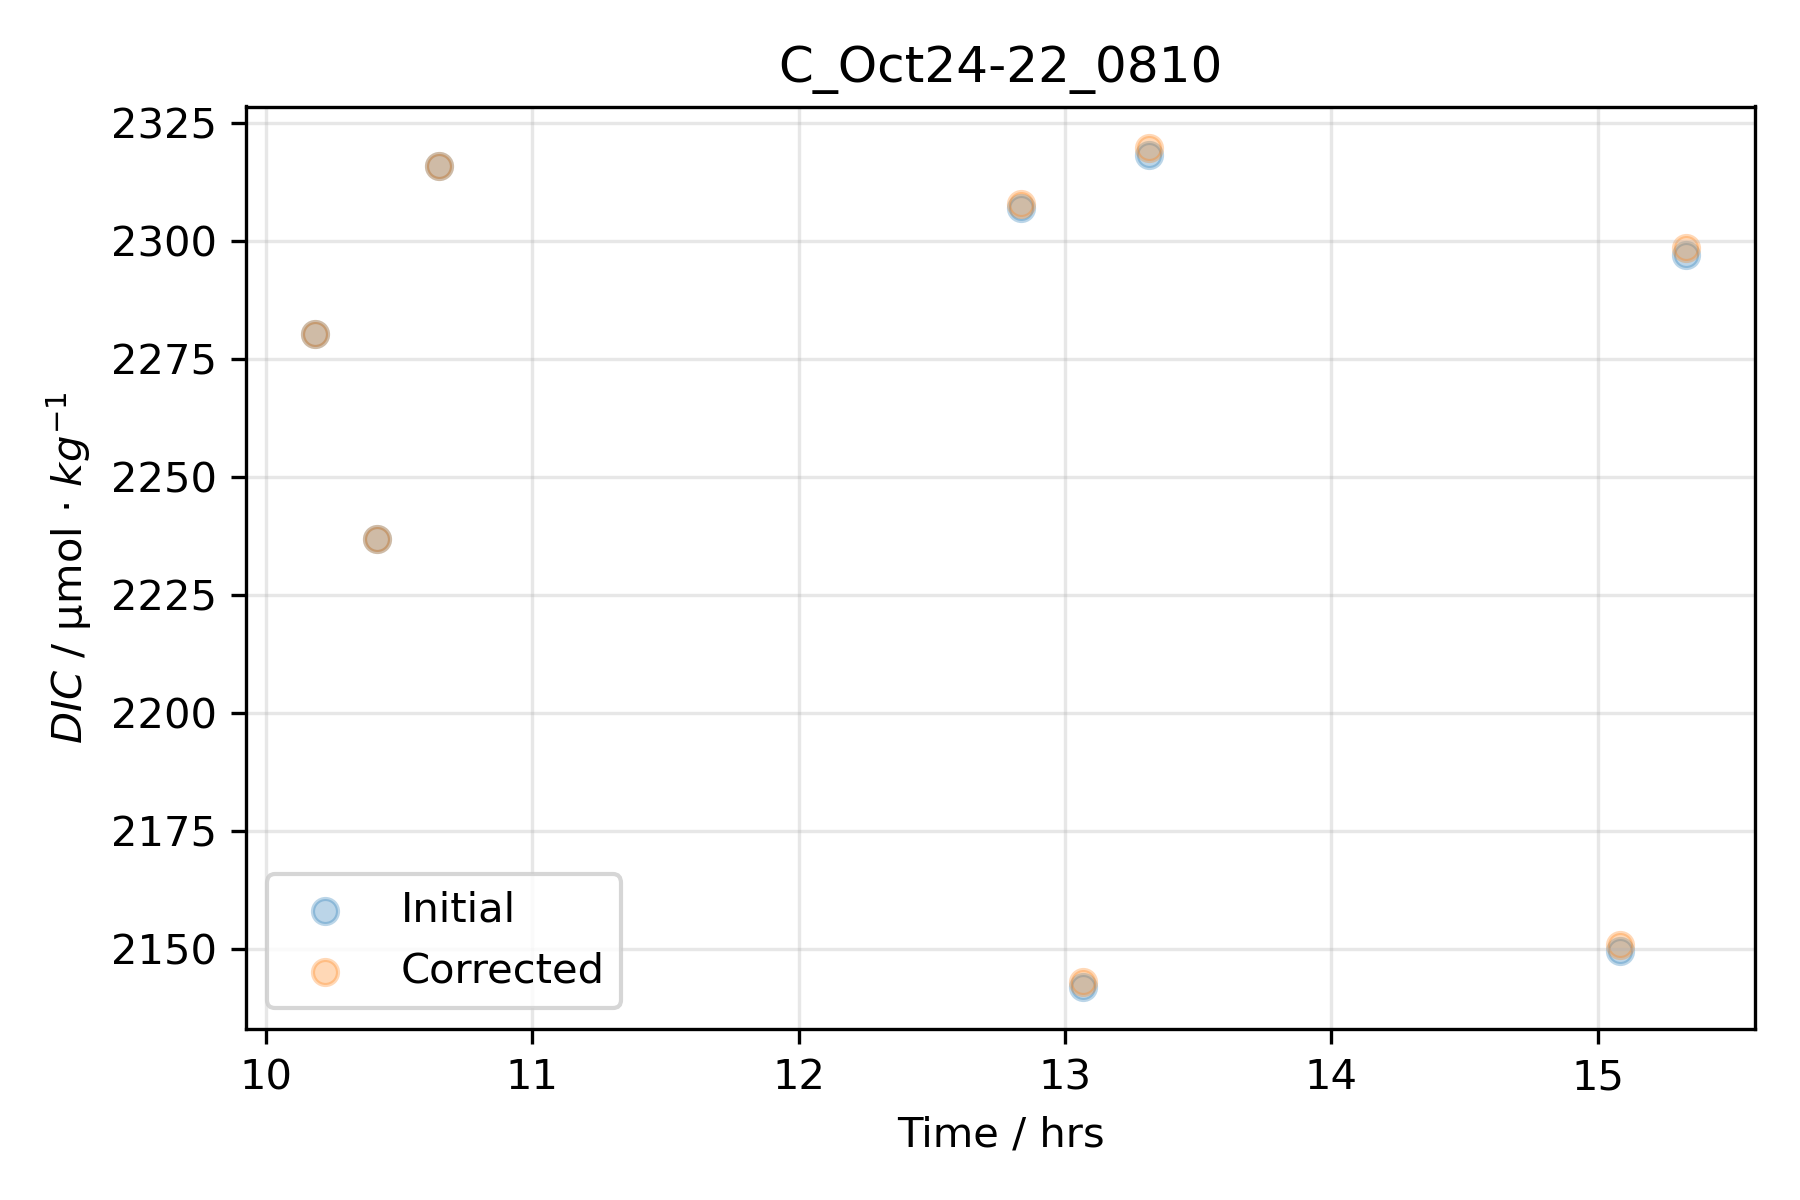 C_Oct24-22_0810
2325
2300
2275
2250
2225
2200
2175
2150
DIC / µmol · kg⁻¹
Initial
Corrected
10 11 12 13 14 15
Time / hrs